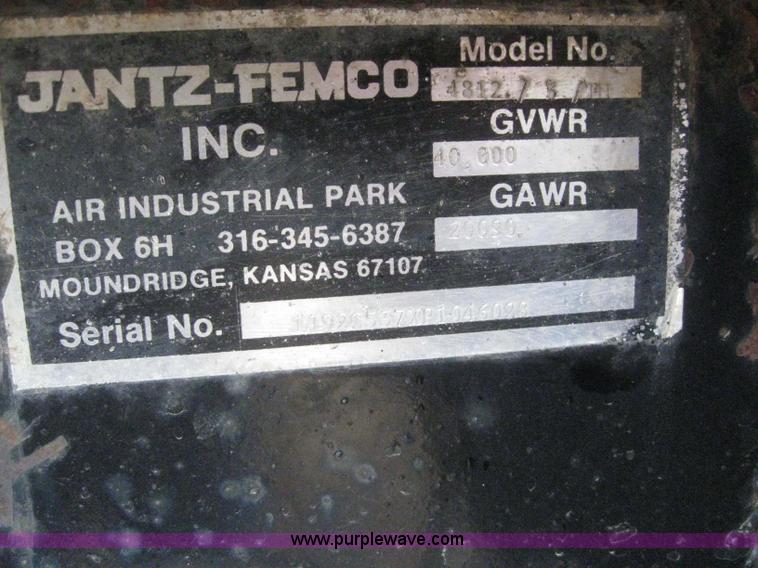 JANTZ-FEMCO
INC.
AIR INDUSTRIAL PARK
BOX 6H 316-345-6387
MOUNDRIDGE, KANSAS 67107
Model No.
GVWR
40,000
GAWR
Serial No.
www.purplewave.com